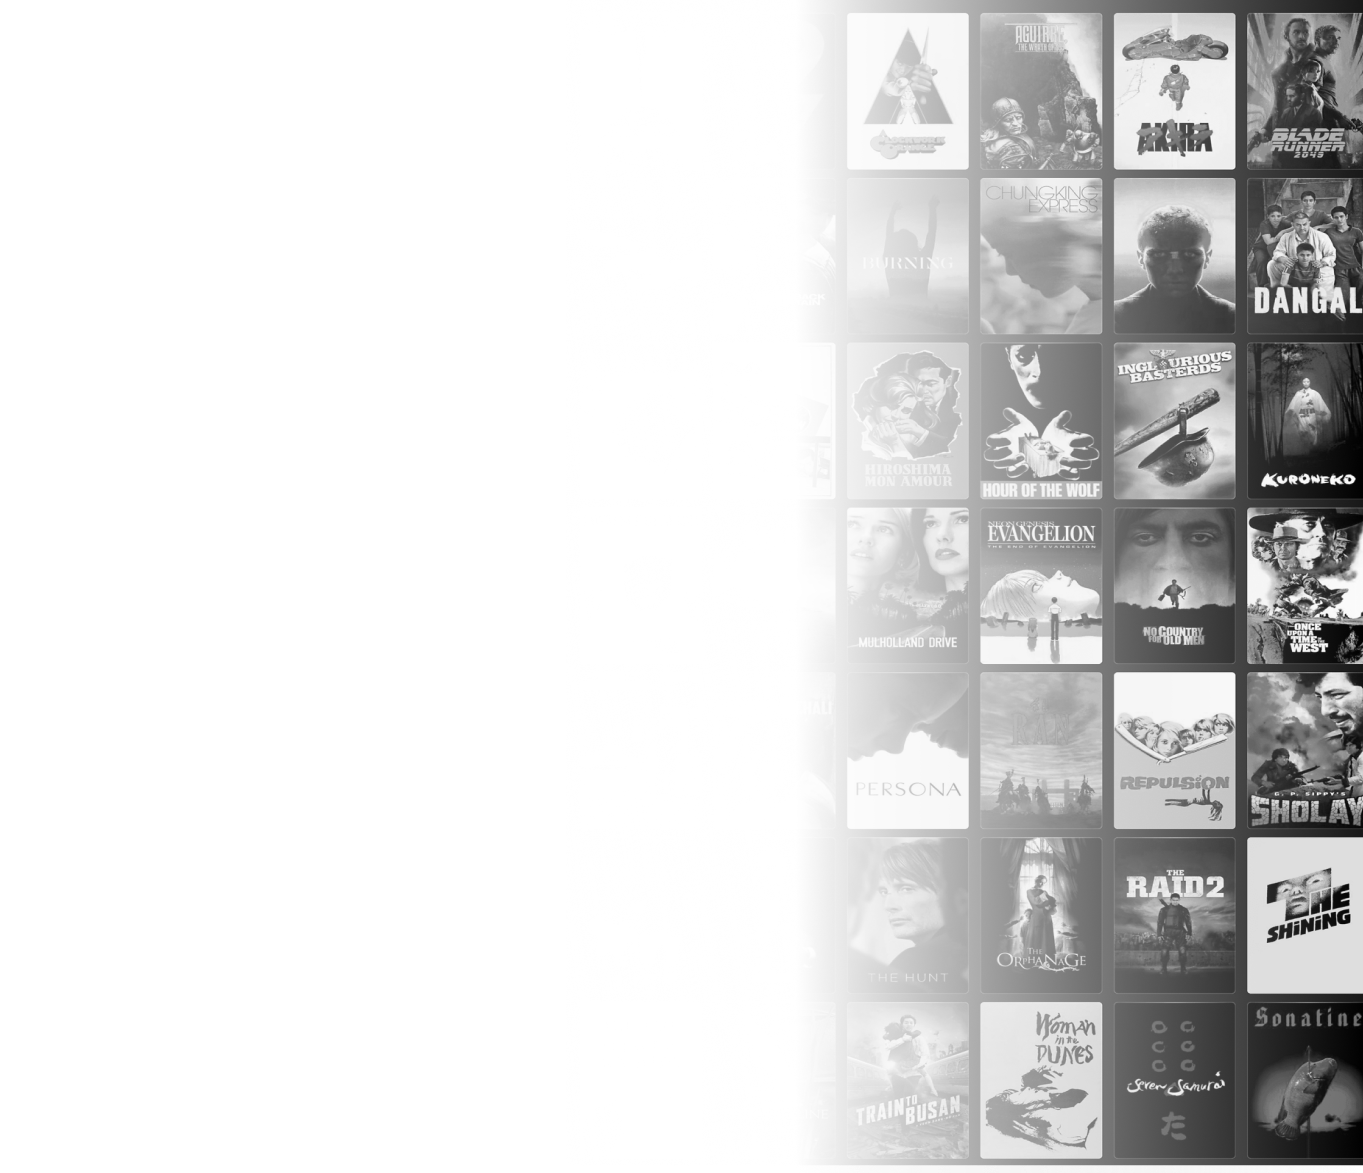 AGUIRRE
THE WRATH OF
AKIRA
BLADE
RUNNER
2049
BURNING
CHUNGKING
EXPRESS
DANGAL
HIROSHIMA
MON AMOUR
HOUR OF THE WOLF
INGLOURIOUS
BASTERDS
KURONEKO
MULHOLLAND DRIVE
NEON GENESIS
EVANGELION
THE END OF EVANGELION
NO COUNTRY
FOR OLD MEN
ONCE
UPON A
TIME IN THE
WEST
PERSONA
RAN
REPULSiON
G. P. SIPPY'S
SHOLAY
THE HUNT
THE
ORPHANAGE
THE
RAID 2
THE
SHiNiNG
TRAIN TO
BUSAN
Woman
in the
DUNES
Seven Samurai
た
Sonatine